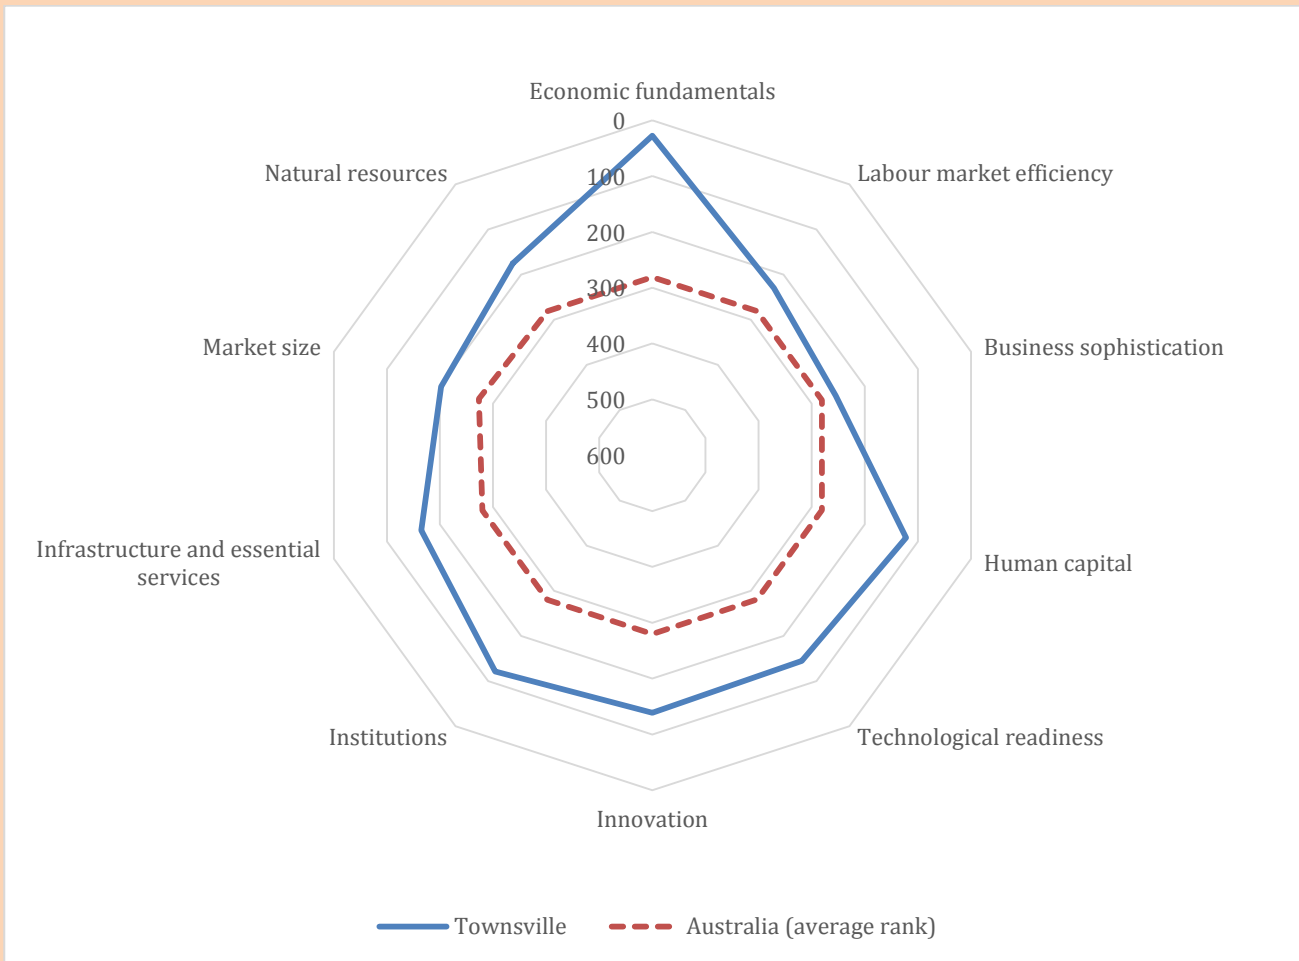 Economic fundamentals
0
Natural resources
100
Labour market efficiency
200
300
Market size
400
Business sophistication
500
600
Infrastructure and essential
services
Human capital
Institutions
Technological readiness
Innovation
Townsville
Australia (average rank)